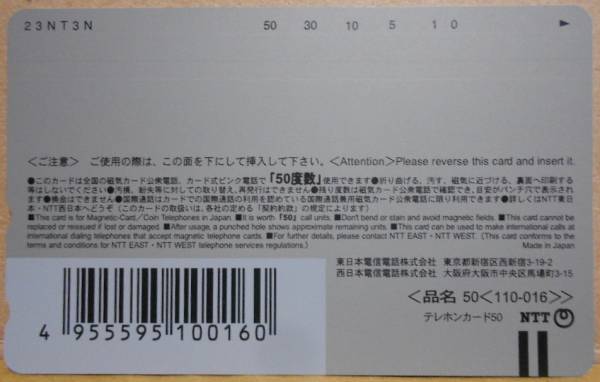 23NT3N 50 30 10 5 1 0
<ご注意> ご使用の際は、この面を下にして挿入して下さい。<Attention>Please reverse this card and insert it.
●このカードは全国の磁気カード公衆電話、カード式ピンク電話で「50度数」使用できます●折り曲げる、汚す、磁気に近づける、裏面へ印刷する
等はしないでください●汚損、紛失等に対しての取り替え、再発行はできません●残り度数は磁気カード公衆電話で確認でき、目安がパンチ穴で表示されま
す●換金はできません●国際通話はカードでの国際通話の利用を認めている国際通話兼用磁気カード公衆電話に限り利用できます●詳しくはNTT東日
本・NTT西日本へどうぞ(このカードの取扱いは、各社の定める「契約約款」の規定によります)
■This card is for Magnetic-Card/Coin Telephones in Japan. ■It is worth「50」call units. ■Don't bend or stain and avoid magnetic fields. ■This card cannot be
replaced or reissued if lost or damaged. ■After usage, a punched hole shows approximate remaining units. ■This card can be used to make international calls at
international dialing telephones that accept magnetic telephone cards. ■For further details, please contact NTT EAST・NTT WEST. (This card conforms to the
terms and conditions for NTT EAST・NTT WEST telephone services regulations.) Made in Japan
東日本電信電話株式会社 東京都新宿区西新宿3-19-2
西日本電信電話株式会社 大阪府大阪市中央区馬場町3-15
<品名 50<110-016>>
テレホンカード50 NTT
4 955595 100160